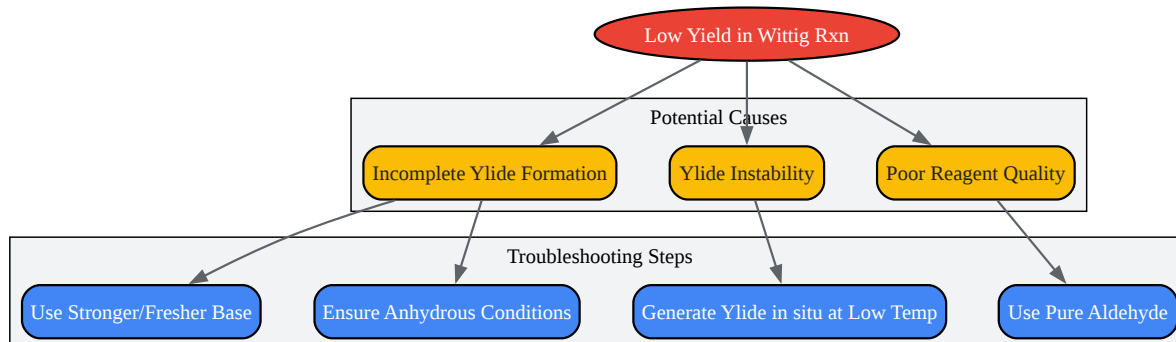 Low Yield in Wittig Rxn
Potential Causes
Incomplete Ylide Formation
Ylide Instability
Poor Reagent Quality
Troubleshooting Steps
Use Stronger/Fresher Base
Ensure Anhydrous Conditions
Generate Ylide in situ at Low Temp
Use Pure Aldehyde